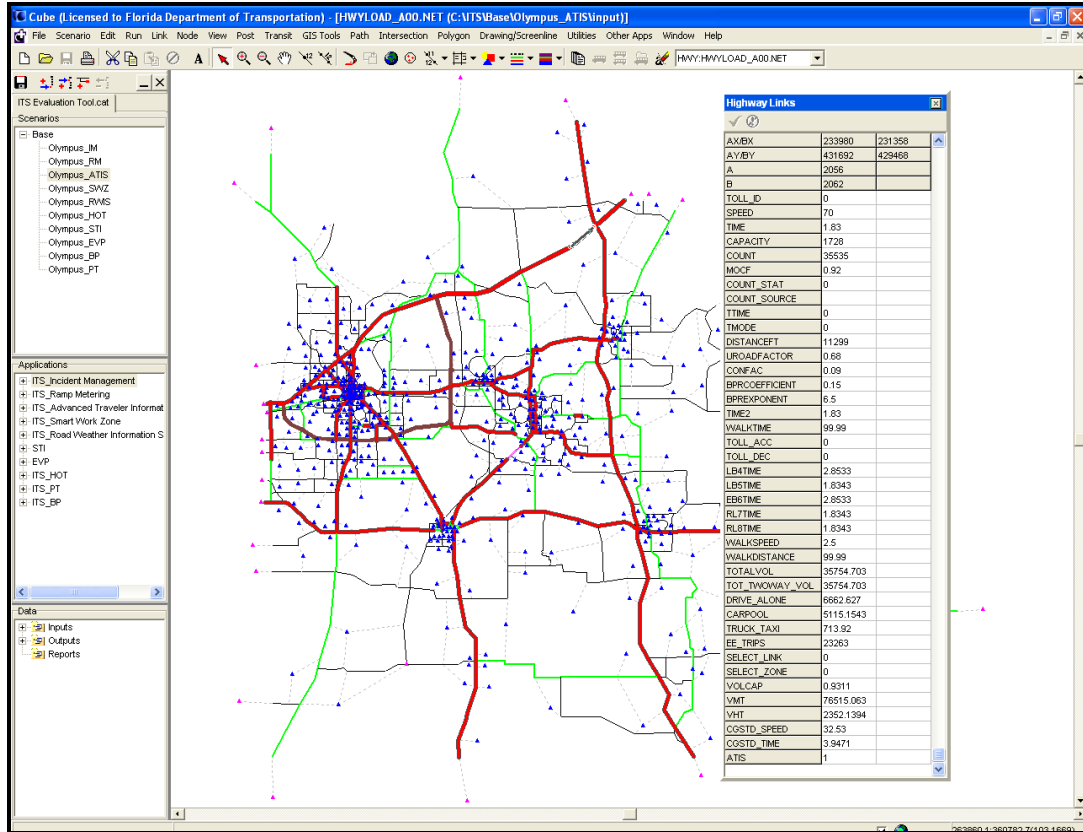 Cube (Licensed to Florida Department of Transportation) - [HWYLOAD_A00.NET (C:\ITS\Base\Olympus_ATIS\input)]
File Scenario Edit Run Link Node View Post Transit GIS Tools Path Intersection Polygon Drawing/Screenline Utilities Other Apps Window Help
HWY:HWYLOAD_A00.NET
ITS Evaluation Tool.cat
Scenarios
Base
Olympus_IM
Olympus_RM
Olympus_ATIS
Olympus_SWZ
Olympus_RWIS
Olympus_HOT
Olympus_STI
Olympus_EVP
Olympus_BP
Olympus_PT
Applications
ITS_Incident Management
ITS_Ramp Metering
ITS_Advanced Traveler Informat
ITS_Smart Work Zone
ITS_Road Weather Information S
STI
EVP
ITS_HOT
ITS_PT
ITS_BP
Data
Inputs
Outputs
Reports
Highway Links
AX/BX 233980 231358
AY/BY 431692 429468
A 2056
B 2062
TOLL_ID 0
SPEED 70
TIME 1.83
CAPACITY 1728
COUNT 35535
MOCF 0.92
COUNT_STAT 0
COUNT_SOURCE
TTIME 0
TMODE 0
DISTANCEFT 11299
UROADFACTOR 0.68
CONFAC 0.09
BPRCOEFFICIENT 0.15
BPREXPONENT 6.5
TIME2 1.83
WALKTIME 99.99
TOLL_ACC 0
TOLL_DEC 0
LB4TIME 2.8533
LB5TIME 1.8343
EB6TIME 2.8533
RL7TIME 1.8343
RL8TIME 1.8343
WALKSPEED 2.5
WALKDISTANCE 99.99
TOTALVOL 35754.703
TOT_TWOWAY_VOL 35754.703
DRIVE_ALONE 6662.627
CARPOOL 5115.1543
TRUCK_TAXI 713.92
EE_TRIPS 23263
SELECT_LINK 0
SELECT_ZONE 0
VOLCAP 0.9311
VMT 76515.063
VHT 2352.1394
CGSTD_SPEED 32.53
CGSTD_TIME 3.9471
ATIS 1